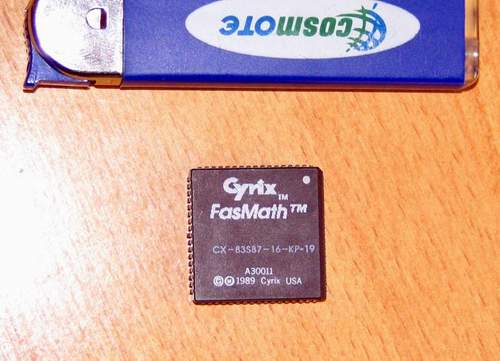 COSMOTE
Cyrix™
FasMath™
CX-83S87-16-KP-19
A30011
©Ⓜ1989 Cyrix USA